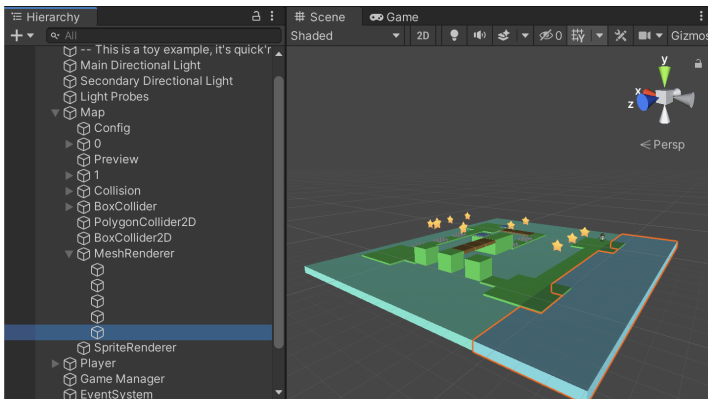 Hierarchy
All
-- This is a toy example, it's quick'r
Main Directional Light
Secondary Directional Light
Light Probes
Map
Config
0
Preview
1
Collision
BoxCollider
PolygonCollider2D
BoxCollider2D
MeshRenderer
SpriteRenderer
Player
Game Manager
EventSystem
Scene
Game
Shaded
2D
0
Gizmos
y
x
z
Persp